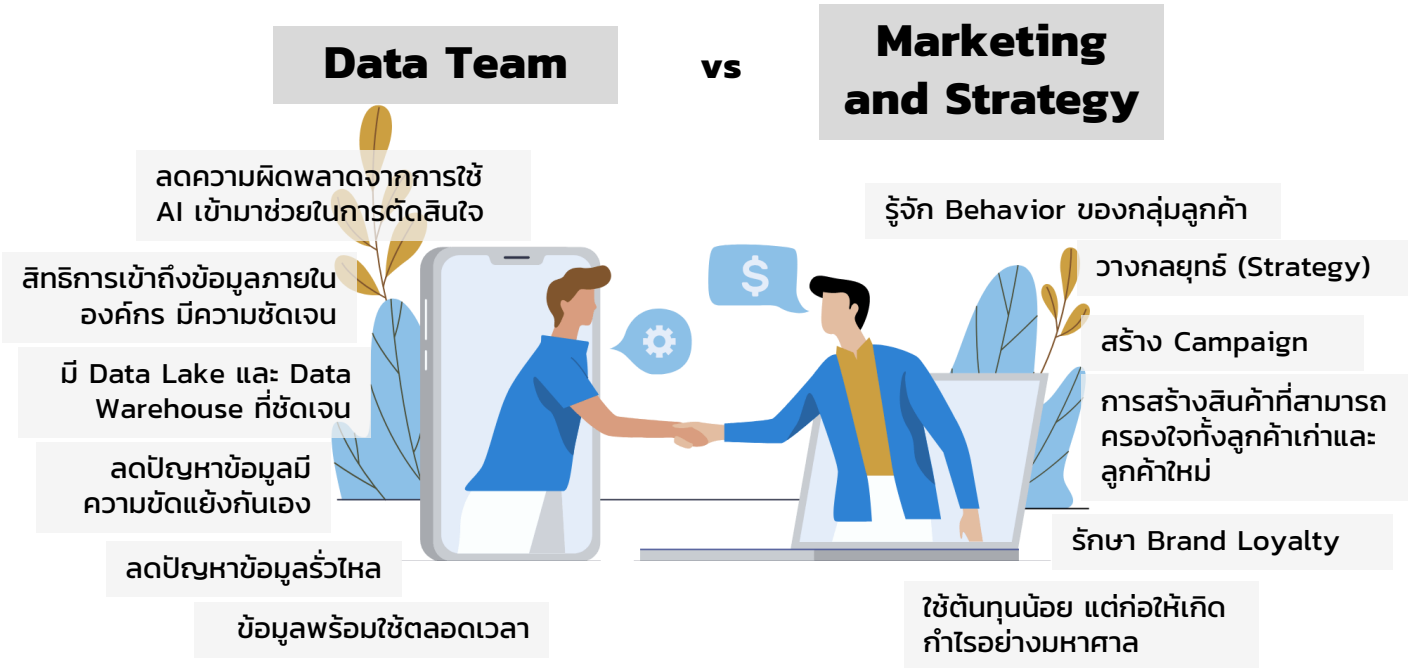 Data Team
vs
Marketing
and Strategy
ลดความผิดพลาดจากการใช้
AI เข้ามาช่วยในการตัดสินใจ
สิทธิการเข้าถึงข้อมูลภายใน
องค์กร มีความชัดเจน
มี Data Lake และ Data
Warehouse ที่ชัดเจน
ลดปัญหาข้อมูลมี
ความขัดแย้งกันเอง
ลดปัญหาข้อมูลรั่วไหล
ข้อมูลพร้อมใช้ตลอดเวลา
$
รู้จัก Behavior ของกลุ่มลูกค้า
วางกลยุทธ์ (Strategy)
สร้าง Campaign
การสร้างสินค้าที่สามารถ
ครองใจทั้งลูกค้าเก่าและ
ลูกค้าใหม่
รักษา Brand Loyalty
ใช้ต้นทุนน้อย แต่ก่อให้เกิด
กำไรอย่างมหาศาล